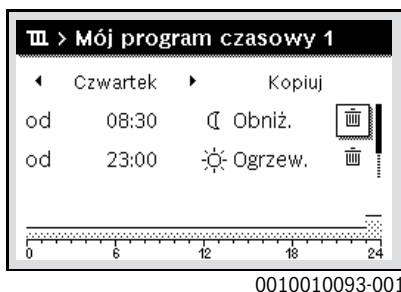 > Mój program czasowy 1
Czwartek Kopiuj
od 08:30 Obniż.
od 23:00 Ogrzew.
0 6 12 18 24
0010010093-001